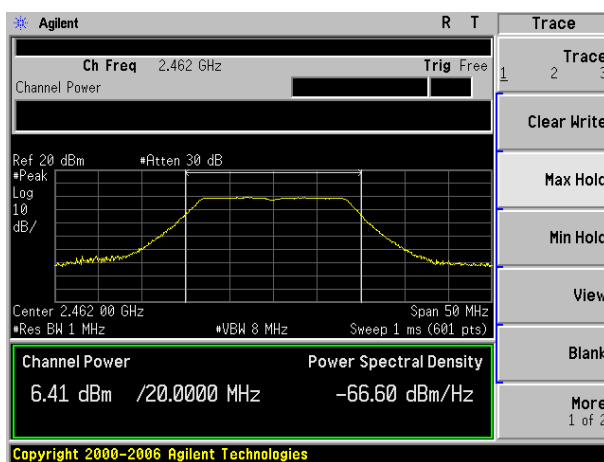 Agilent R T Trace
Ch Freq 2.462 GHz Trig Free
Channel Power
Trace
1 2 3
Clear Write
Max Hold
Min Hold
View
Blank
More
1 of 2
Ref 20 dBm #Atten 30 dB
#Peak
Log
10
dB/
Center 2.462 00 GHz Span 50 MHz
#Res BW 1 MHz #VBW 8 MHz Sweep 1 ms (601 pts)
Channel Power Power Spectral Density
6.41 dBm /20.0000 MHz -66.60 dBm/Hz
Copyright 2000-2006 Agilent Technologies